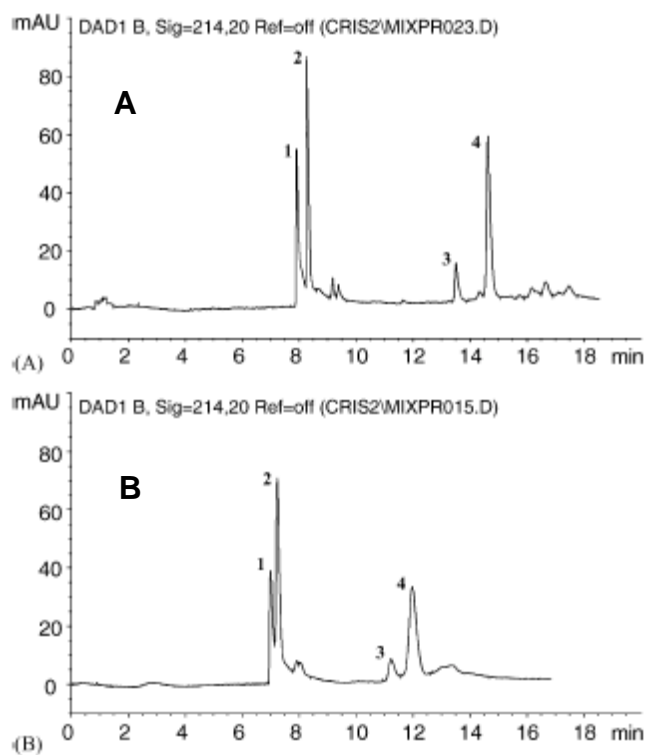 mAU DAD1 B, Sig=214,20 Ref=off (CRIS2\MIXPR023.D)
2
80
A
60
1
4
40
20
3
0
0 2 4 6 8 10 12 14 16 18 min
(A)
mAU DAD1 B, Sig=214,20 Ref=off (CRIS2\MIXPR015.D)
80
2
B
60
1
4
40
20
3
0
0 2 4 6 8 10 12 14 16 18 min
(B)